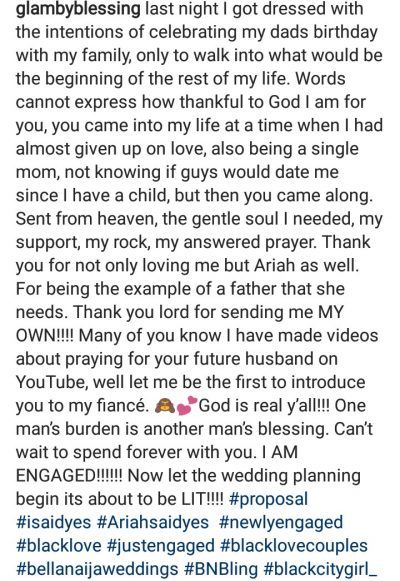 glambyblessing last night I got dressed with
the intentions of celebrating my dads birthday
with my family, only to walk into what would be
the beginning of the rest of my life. Words
cannot express how thankful to God I am for
you, you came into my life at a time when I had
almost given up on love, also being a single
mom, not knowing if guys would date me
since I have a child, but then you came along.
Sent from heaven, the gentle soul I needed, my
support, my rock, my answered prayer. Thank
you for not only loving me but Ariah as well.
For being the example of a father that she
needs. Thank you lord for sending me MY
OWN!!!! Many of you know I have made videos
about praying for your future husband on
YouTube, well let me be the first to introduce
you to my fiancé. 🙈💕God is real y'all!!! One
man's burden is another man's blessing. Can't
wait to spend forever with you. I AM
ENGAGED!!!!!! Now let the wedding planning
begin its about to be LIT!!!! #proposal
#isaidyes #Ariahsaidyes #newlyengaged
#blacklove #justengaged #blacklovecouples
#bellanaijaweddings #BNBling #blackcitygirl_